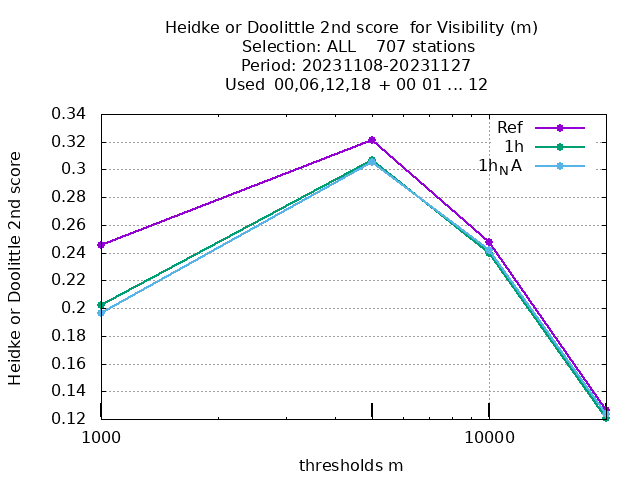 Heidke or Doolittle 2nd score  for Visibility (m)
Selection: ALL    707 stations
Period: 20231108-20231127
Used  00,06,12,18 + 00 01 ... 12
Ref
1h
1h_NA
0.34
0.32
0.3
0.28
0.26
0.24
0.22
0.2
0.18
0.16
0.14
0.12
Heidke or Doolittle 2nd score
1000
10000
thresholds m